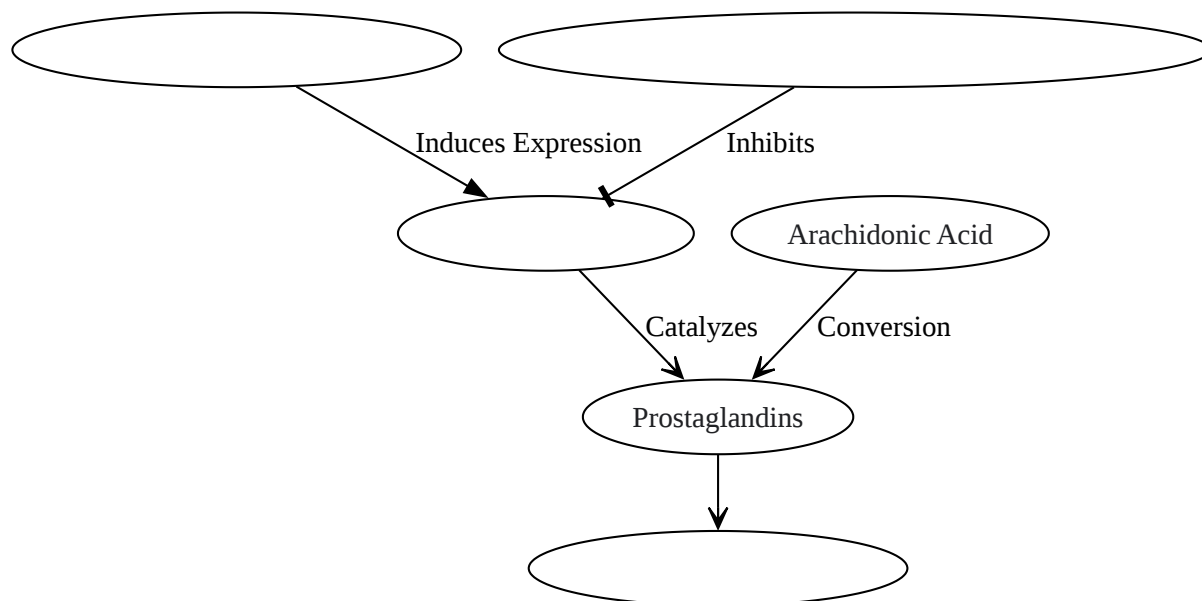 Induces Expression
Inhibits
Arachidonic Acid
Catalyzes
Conversion
Prostaglandins